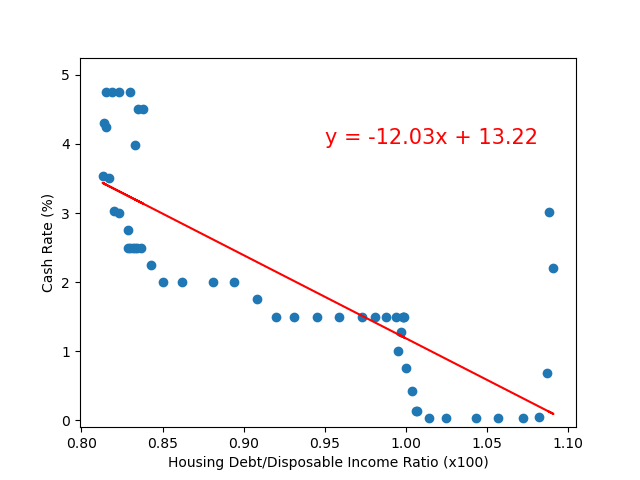 y = -12.03x + 13.22
5
4
3
2
1
0
Cash Rate (%)
0.80 0.85 0.90 0.95 1.00 1.05 1.10
Housing Debt/Disposable Income Ratio (x100)